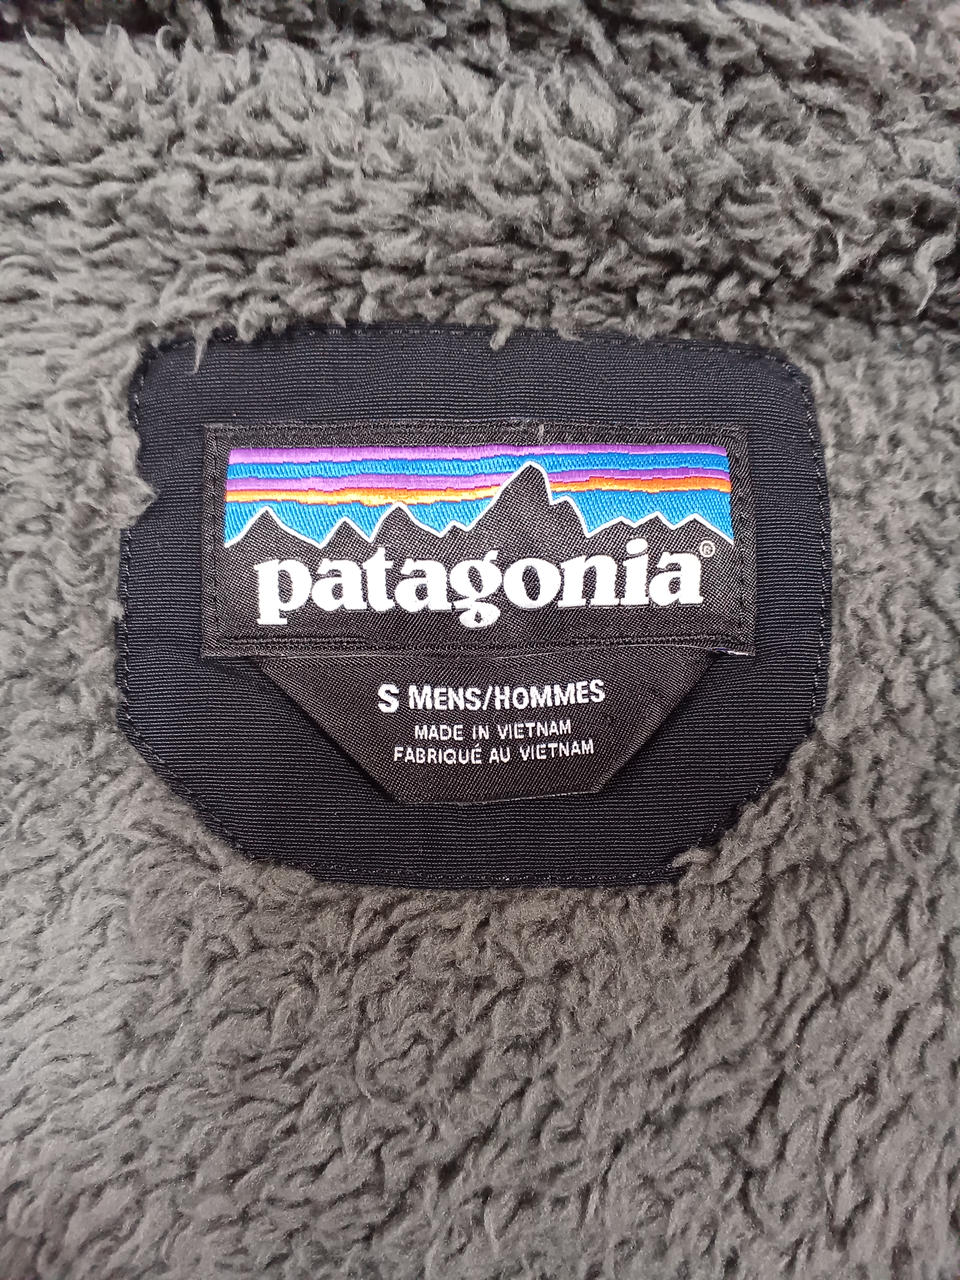 patagonia®
S MENS/HOMMES
MADE IN VIETNAM
FABRIQUÉ AU VIETNAM